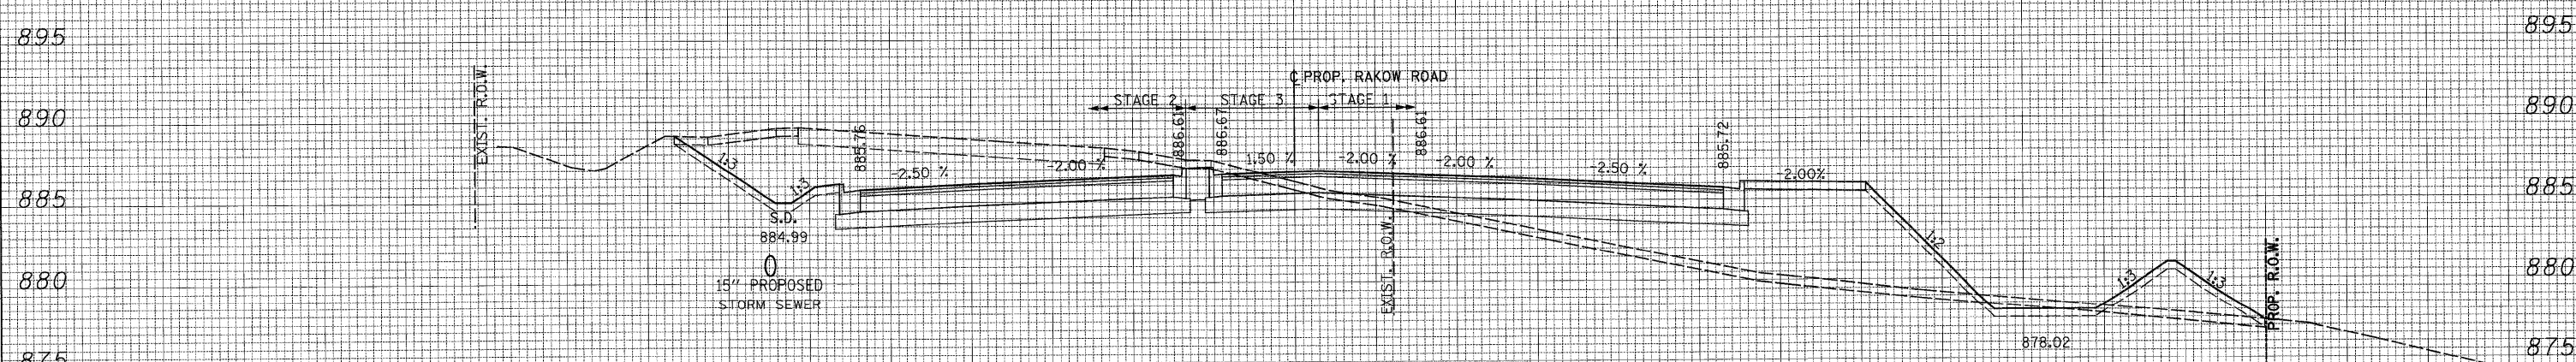 895
895
EXIST. R.O.W.
℄ PROP. RAKOW ROAD
STAGE 2
STAGE 3
STAGE 1
890
890
885.76
886.61
886.67
886.61
885.72
1:3
1:3
-2.50 %
-2.00 %
1.50 %
-2.00 %
-2.00 %
-2.50 %
-2.00%
885
885
S.D.
884.99
1:2
EXIST. R.O.W.
PROP. R.O.W.
880
880
15" PROPOSED
STORM SEWER
1:3
1:3
878.02
875
875